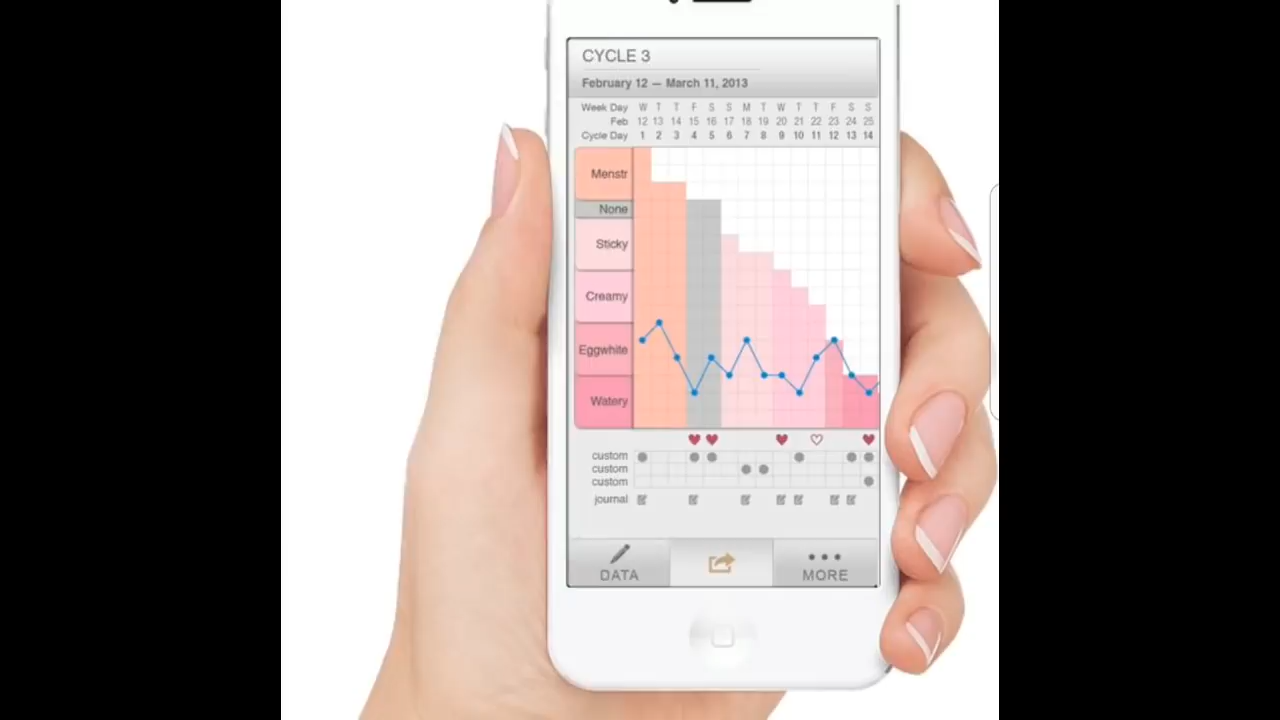 CYCLE 3
February 12 — March 11, 2013
Week Day W T T F S S M T W T T F S S
Feb 12 13 14 15 16 17 18 19 20 21 22 23 24 25
Cycle Day 1 2 3 4 5 6 7 8 9 10 11 12 13 14
Menstr
None
Sticky
Creamy
Eggwhite
Watery
custom
custom
custom
journal
DATA
MORE